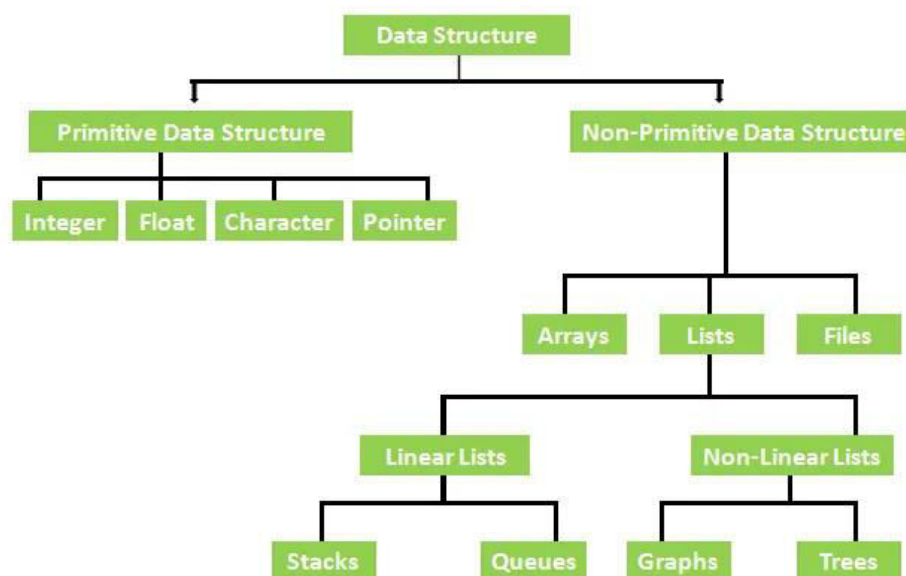 Data Structure
Primitive Data Structure
Non-Primitive Data Structure
Integer
Float
Character
Pointer
Arrays
Lists
Files
Linear Lists
Non-Linear Lists
Stacks
Queues
Graphs
Trees